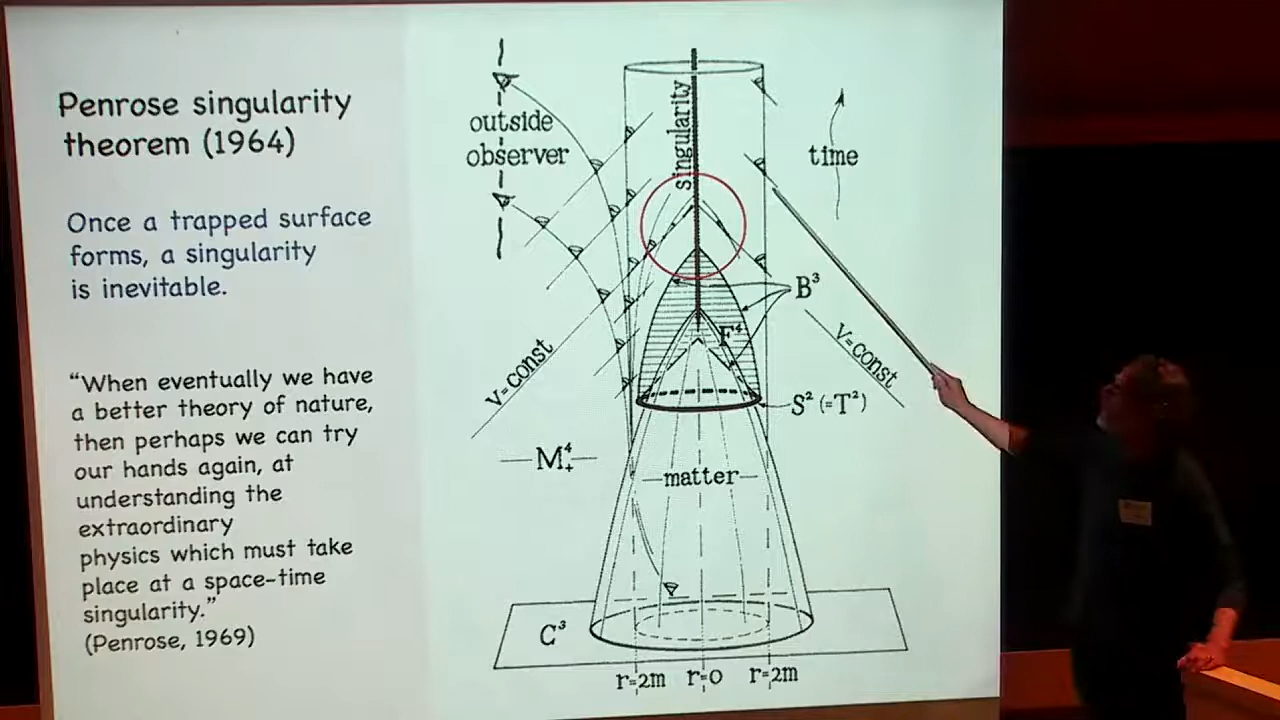 Penrose singularity
theorem (1964)
Once a trapped surface
forms, a singularity
is inevitable.
“When eventually we have
a better theory of nature,
then perhaps we can try
our hands again, at
understanding the
extraordinary
physics which must take
place at a space-time
singularity.”
(Penrose, 1969)
outside
observer
singularity
time
B³
F⁴
v=const
v=const
S² (=T²)
M⁴₊
matter
C³
r=2m r=0 r=2m